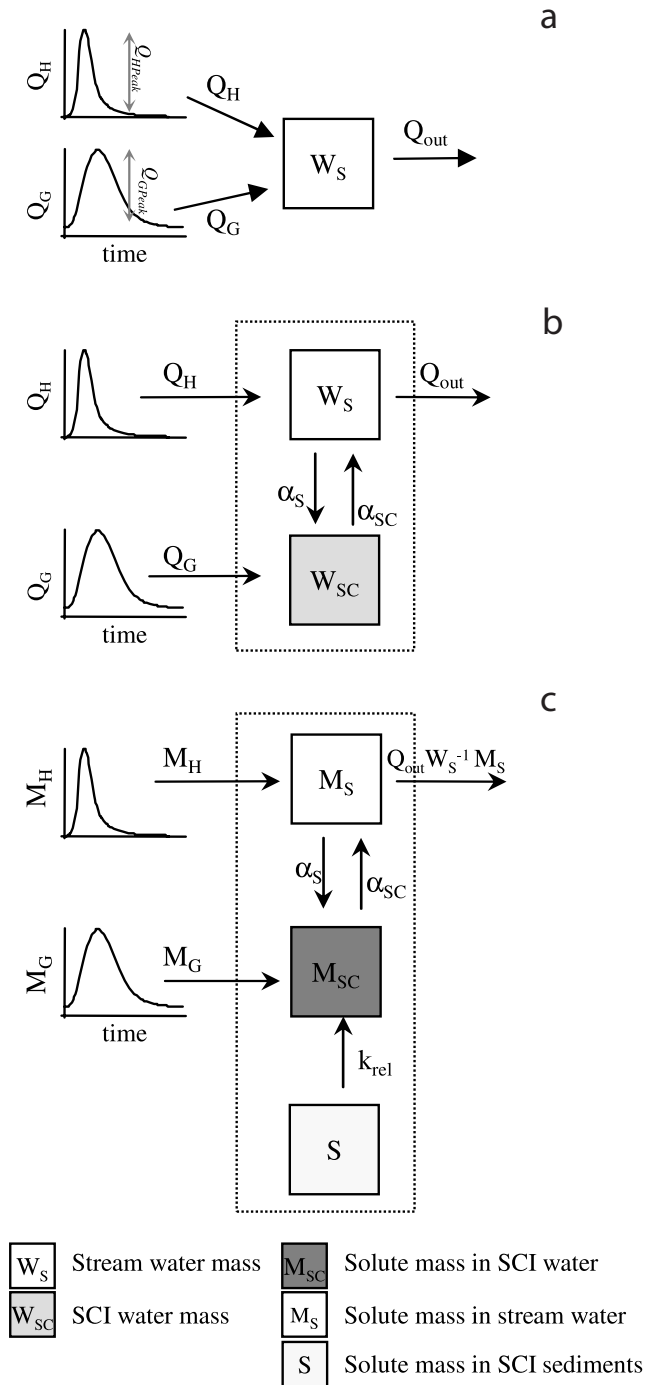 a
Q_H
Q_HPeak
Q_H
Q_out
W_S
Q_G
Q_GPeak
Q_G
time
b
Q_H
Q_H
W_S
Q_out
α_S
α_SC
Q_G
Q_G
W_SC
time
c
M_H
M_H
M_S
Q_out W_S^-1 M_S
α_S
α_SC
M_G
M_G
M_SC
time
k_rel
S
W_S Stream water mass
M_SC Solute mass in SCI water
W_SC SCI water mass
M_S Solute mass in stream water
S Solute mass in SCI sediments